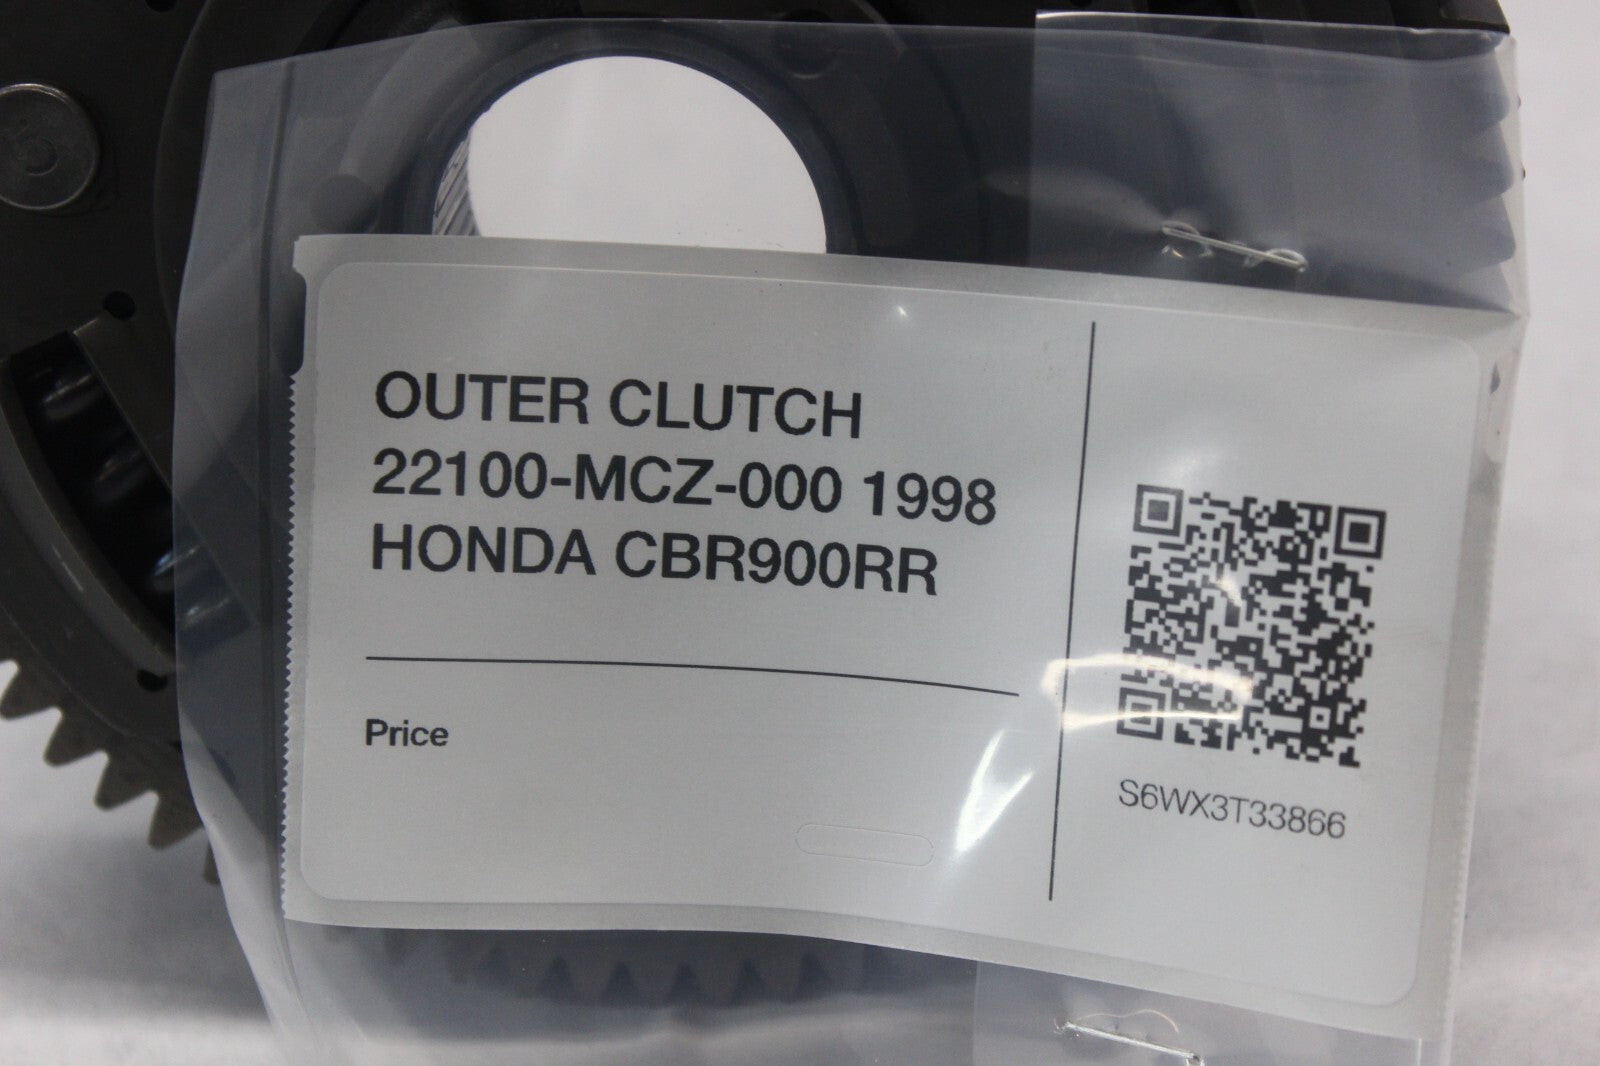 OUTER CLUTCH
22100-MCZ-000 1998
HONDA CBR900RR
Price
S6WX3T33866